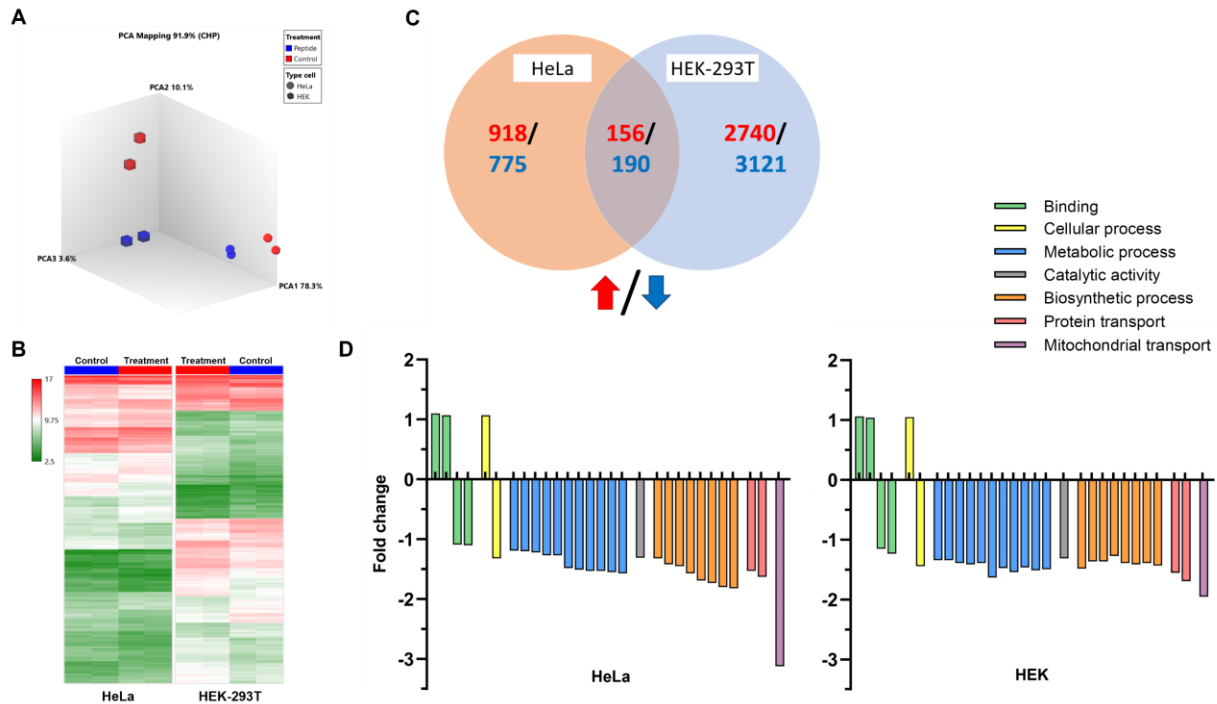 A
PCA Mapping 91.9% (CHP)
Treatment
Peptide
Control
Type cell
HeLa
HEK
PCA2 10.1%
PCA3 3.6%
PCA1 78.3%
B
Control Treatment Treatment Control
17
9.75
2.5
HeLa HEK-293T
C
HeLa HEK-293T
918/ 156/ 2740/
775 190 3121
/
Binding
Cellular process
Metabolic process
Catalytic activity
Biosynthetic process
Protein transport
Mitochondrial transport
D
Fold change
2
1
0
-1
-2
-3
HeLa
2
1
0
-1
-2
-3
HEK